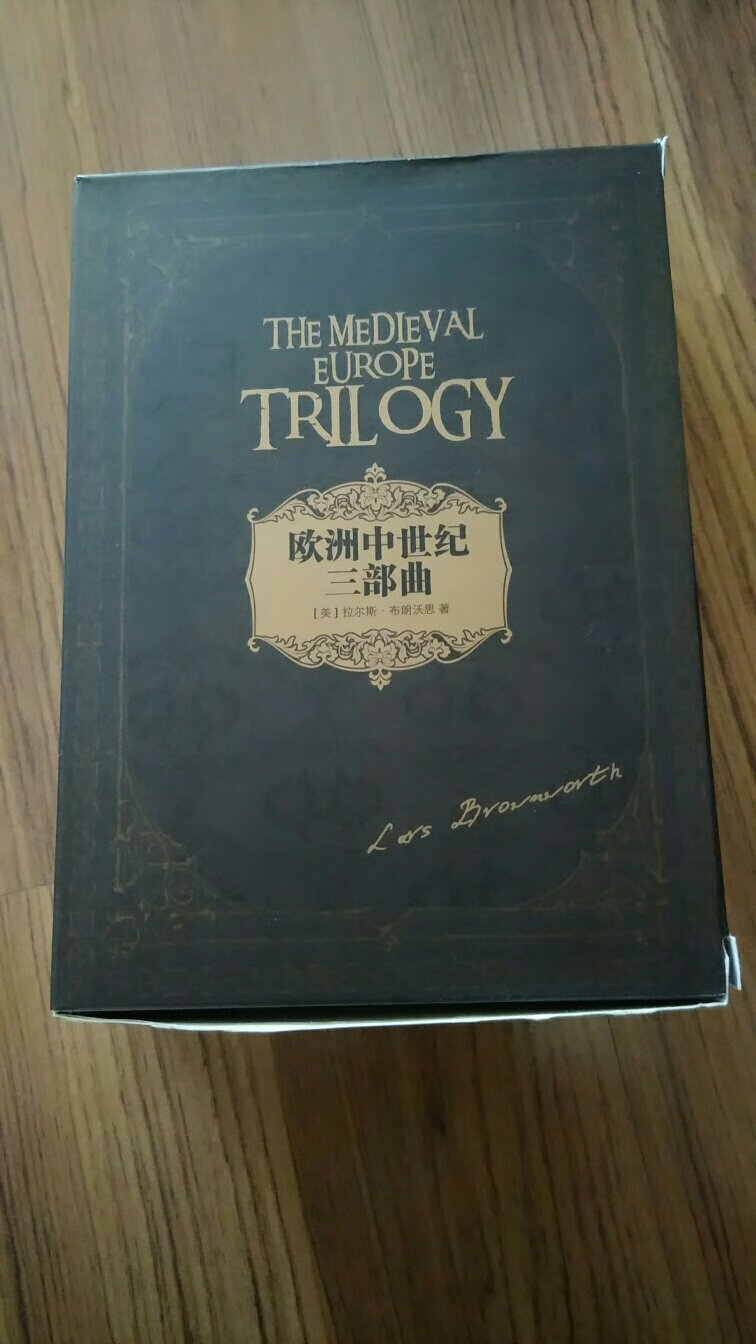 THE MEDIEVAL
EUROPE
TRILOGY
欧洲中世纪
三部曲
［美］拉尔斯·布朗沃思 著
Lars Brownworth